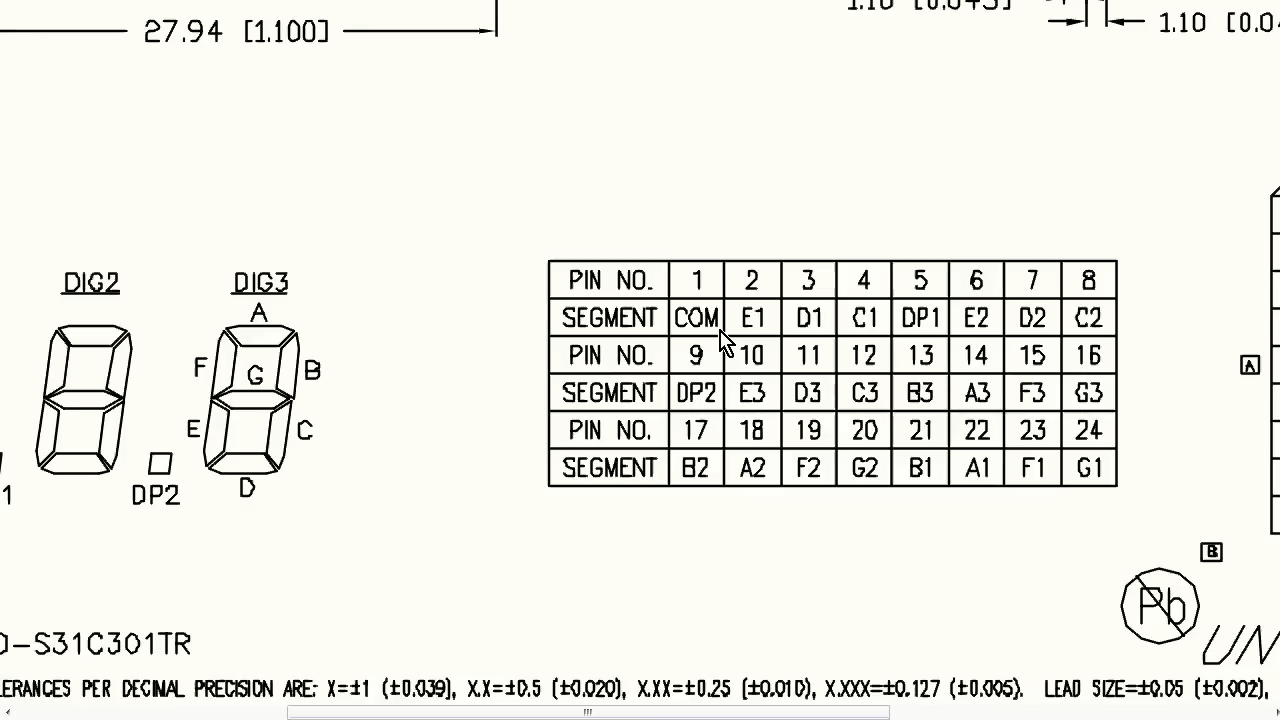 27.94 [1.100]
1.10 [0.0
DIG2
DIG3
A
F
G
B
E
C
D
DP2
1
PIN NO. 1 2 3 4 5 6 7 8
SEGMENT COM E1 D1 C1 DP1 E2 D2 C2
PIN NO. 9 10 11 12 13 14 15 16
SEGMENT DP2 E3 D3 C3 B3 A3 F3 G3
PIN NO. 17 18 19 20 21 22 23 24
SEGMENT B2 A2 F2 G2 B1 A1 F1 G1
A
B
Pb
UN
-S31C301TR
LERANCES PER DECIMAL PRECISION ARE: X=±1 (±0.039), X.X=±0.5 (±0.020), X.XX=±0.25 (±0.010), X.XXX=±0.127 (±0.005). LEAD SIZE=±0.05 (±0.002),